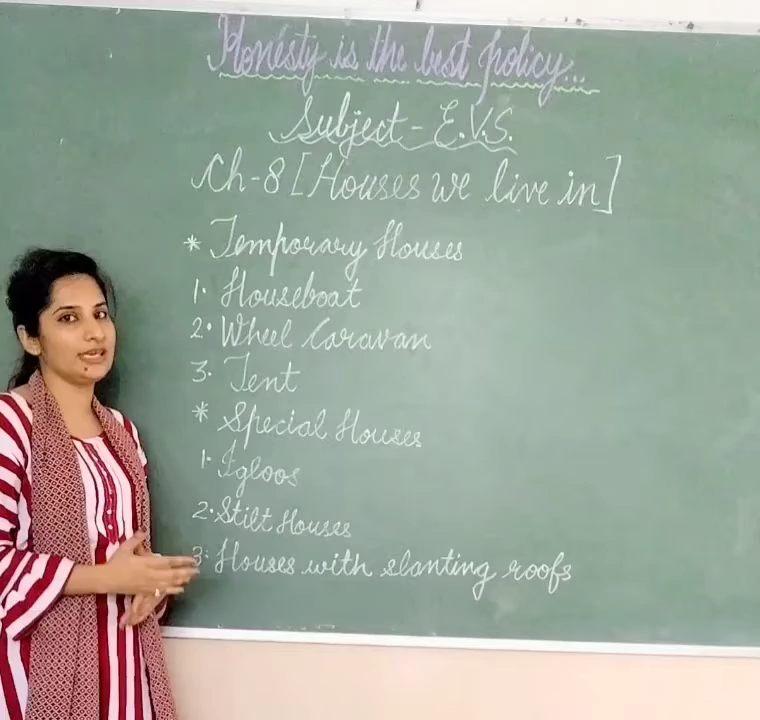 Honesty is the best policy...
Subject - E.V.S.
Ch-8 [Houses we live in]
* Temporary Houses
1. Houseboat
2. Wheel Caravan
3. Tent
* Special Houses
1. Igloos
2. Stilt Houses
3. Houses with slanting roofs